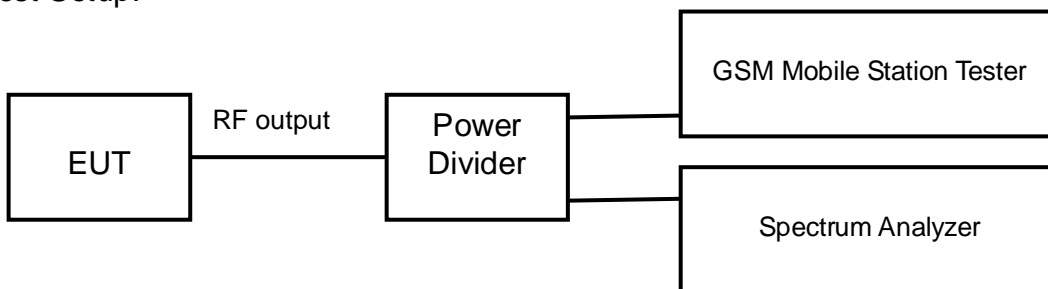 EUT
RF output
Power
Divider
GSM Mobile Station Tester
Spectrum Analyzer